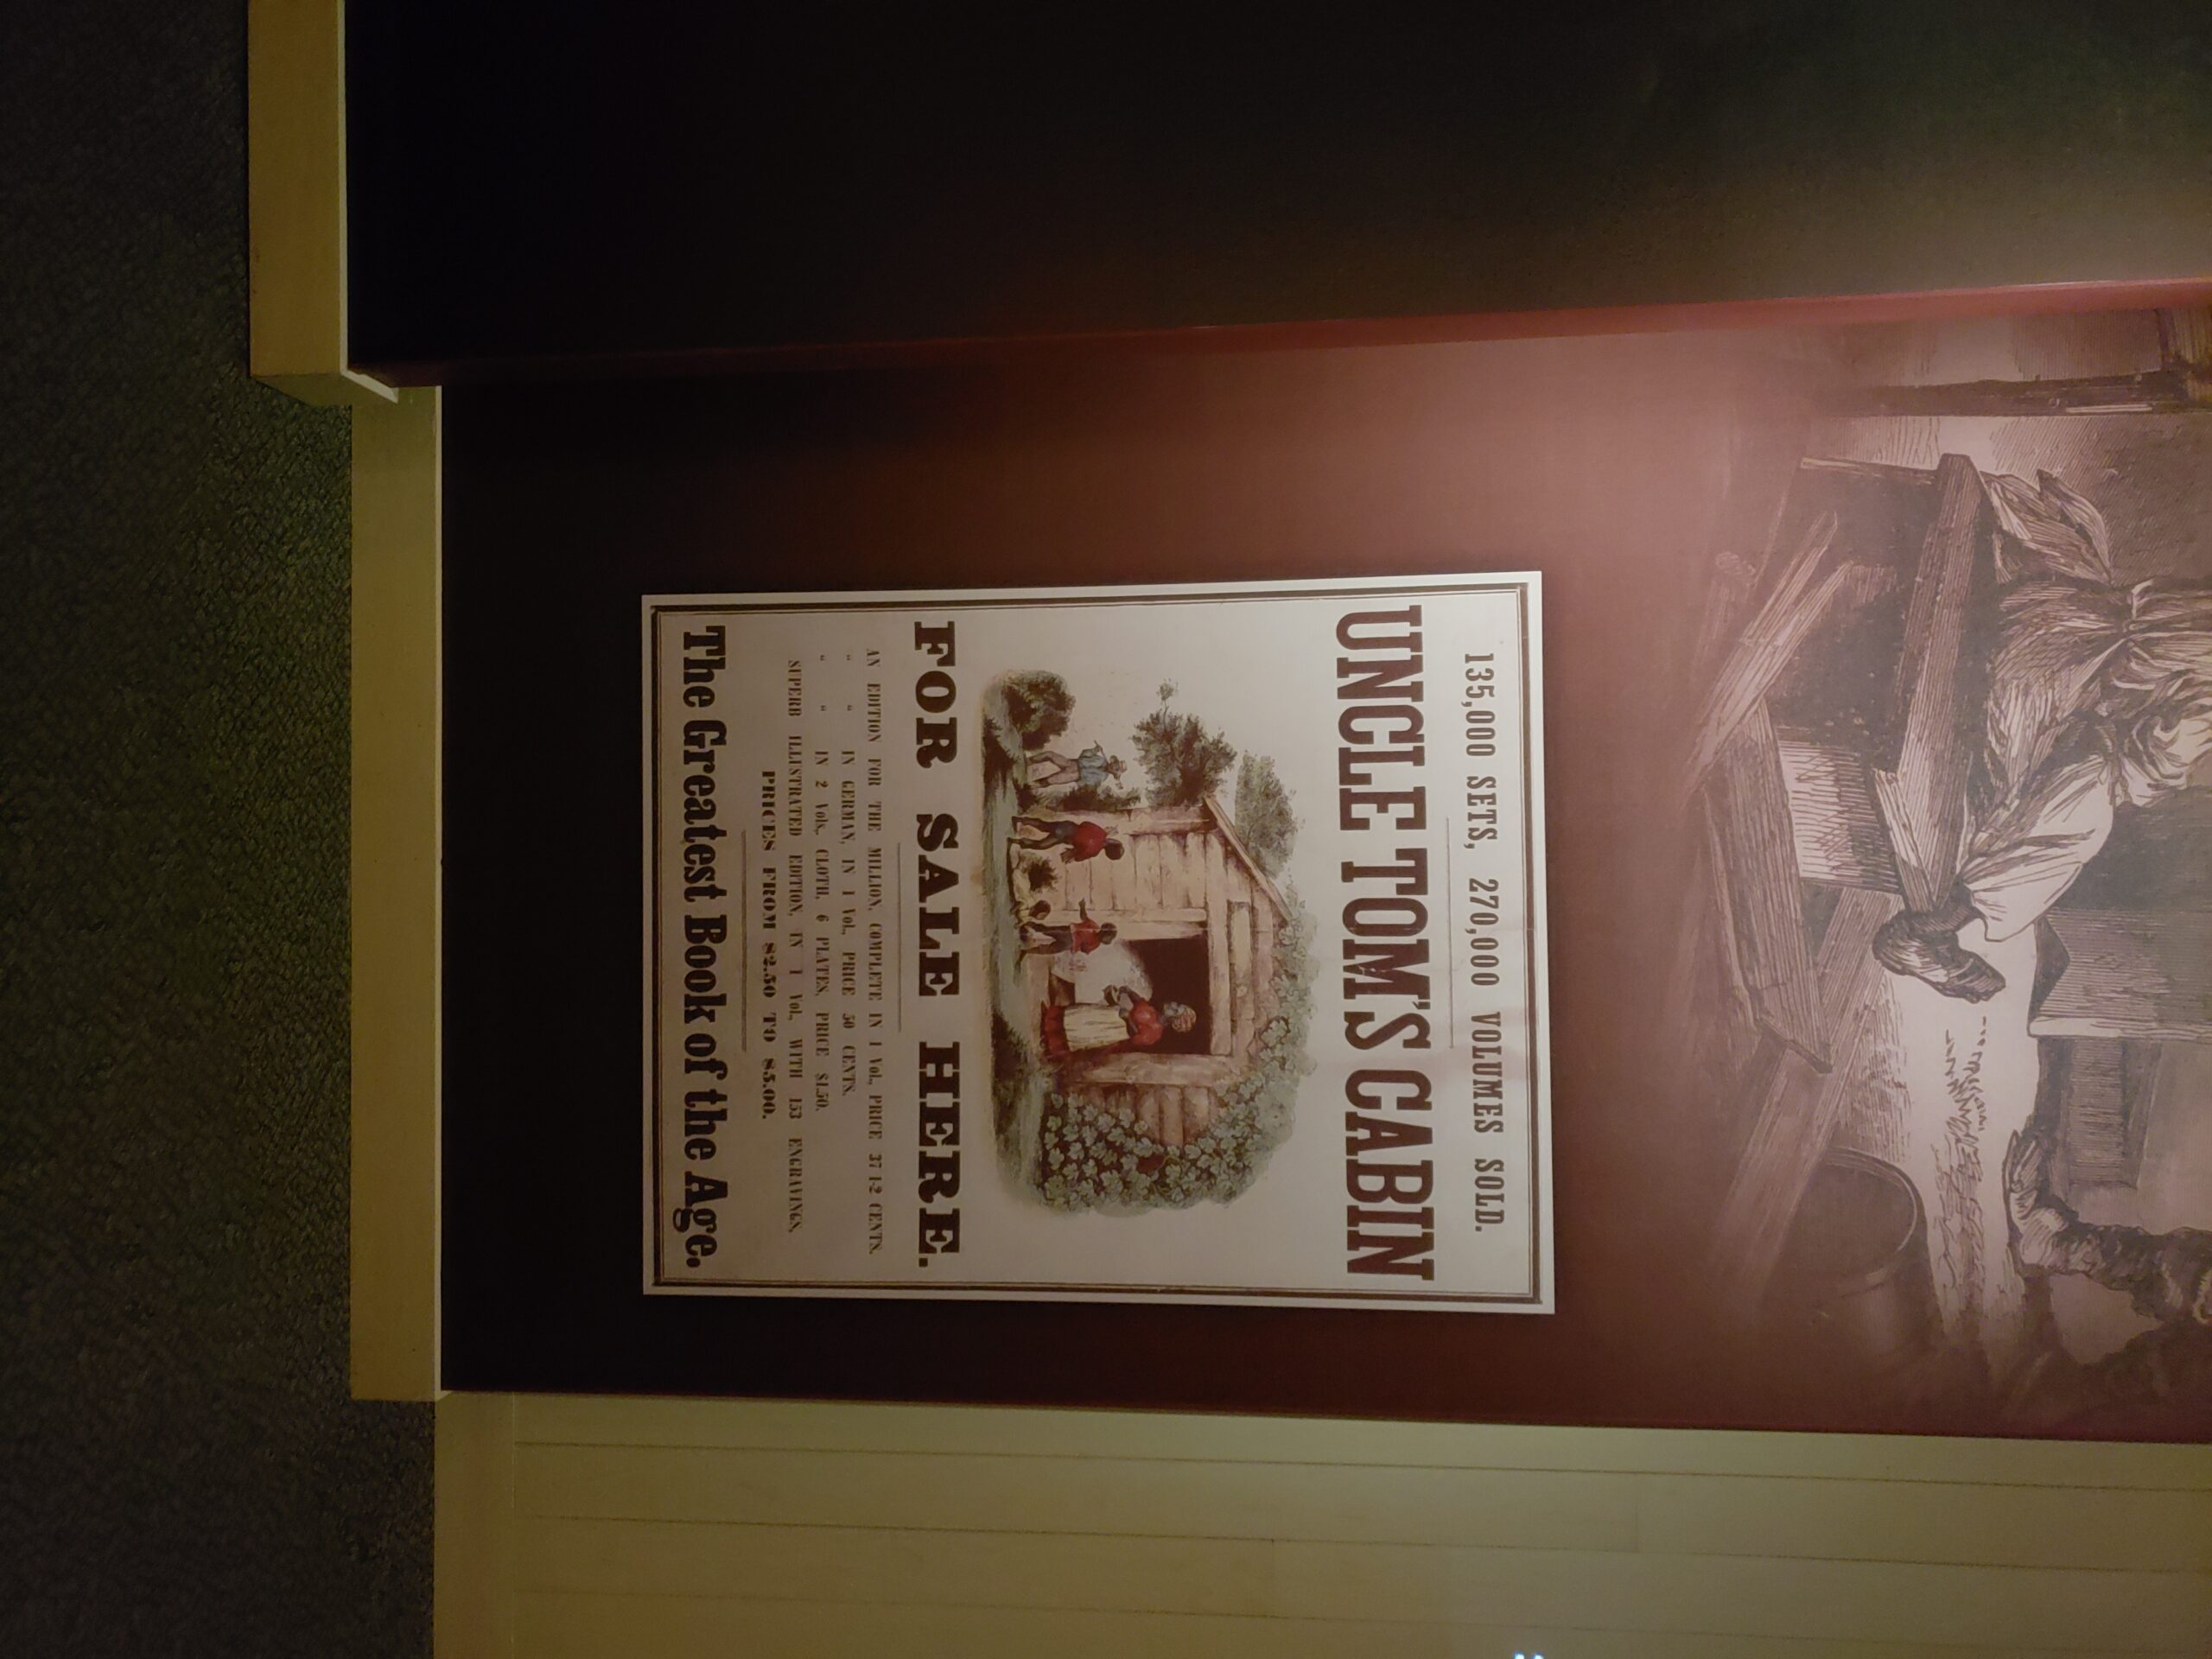 135,000 SETS, 270,000 VOLUMES SOLD.
UNCLE TOM'S CABIN
FOR SALE HERE.
AN EDITION FOR THE MILLION, COMPLETE IN 1 Vol., PRICE 37 1-2 CENTS.
" " IN GERMAN, IN 1 Vol., PRICE 50 CENTS.
" " IN 2 Vols., CLOTH, 6 PLATES, PRICE $1.50.
SUPERB ILLUSTRATED EDITION, IN 1 Vol., WITH 153 ENGRAVINGS,
PRICES FROM $2.50 TO $5.00.
The Greatest Book of the Age.